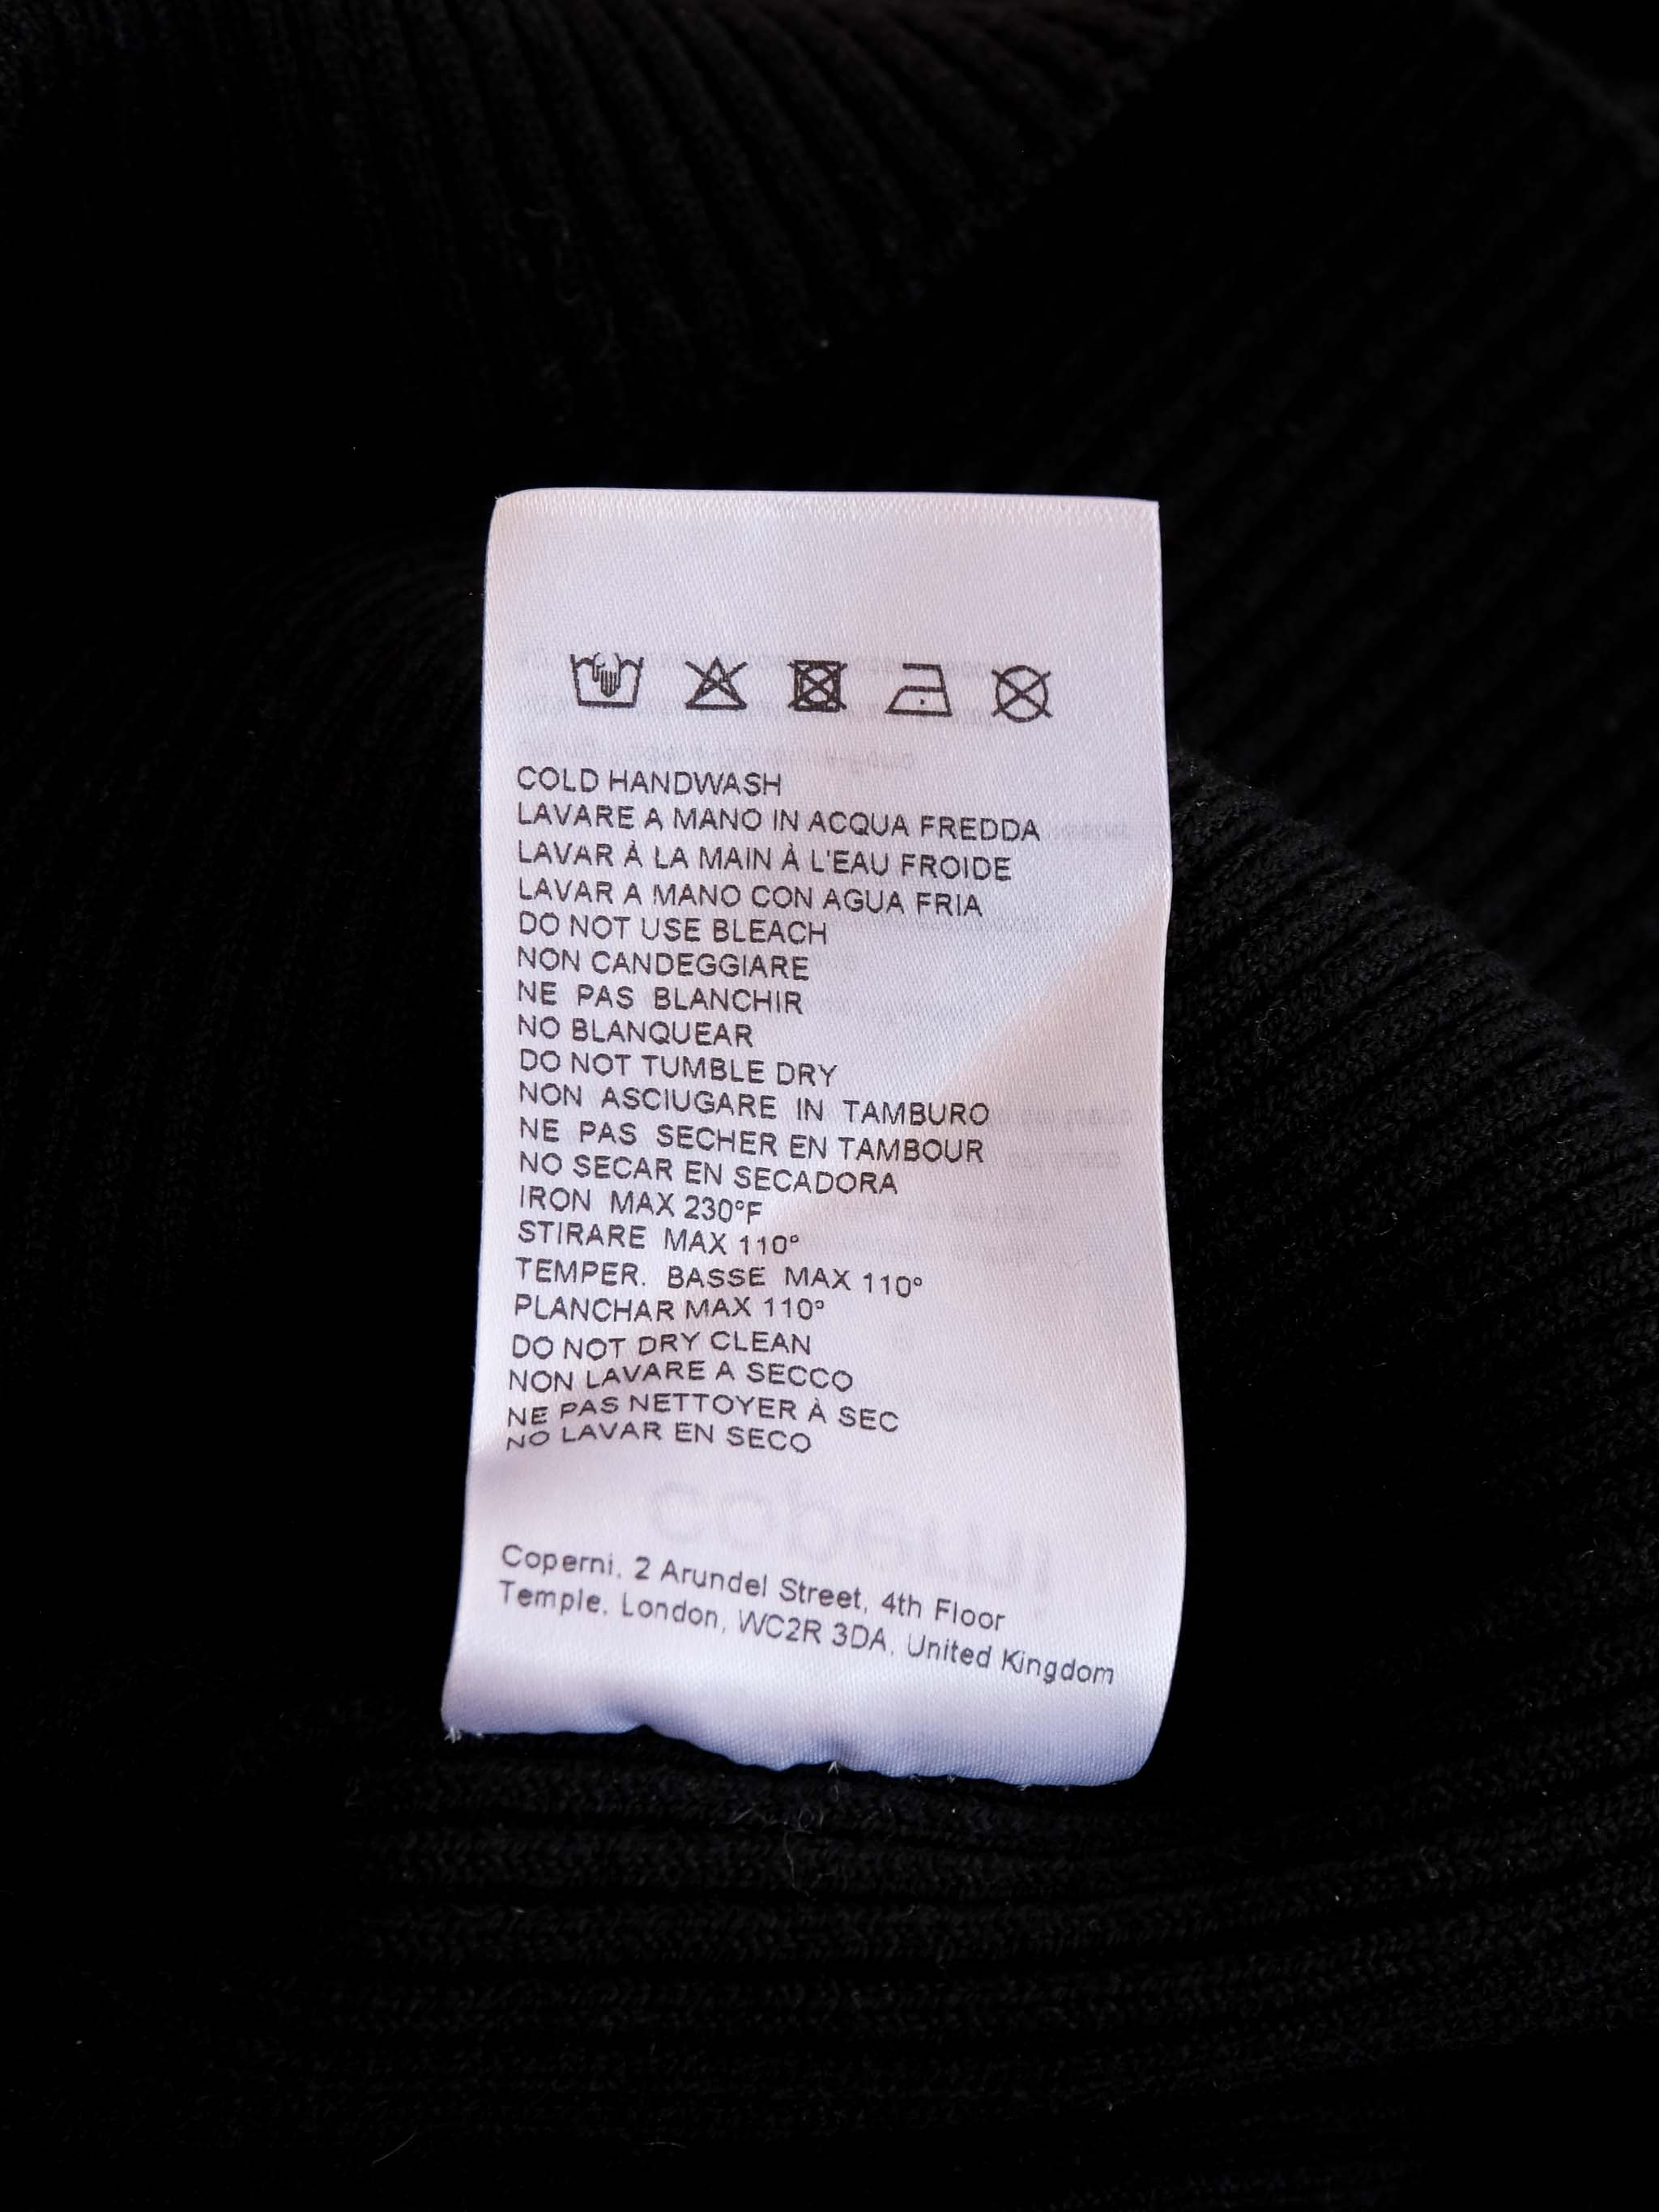 COLD HANDWASH
LAVARE A MANO IN ACQUA FREDDA
LAVAR À LA MAIN À L'EAU FROIDE
LAVAR A MANO CON AGUA FRIA
DO NOT USE BLEACH
NON CANDEGGIARE
NE PAS BLANCHIR
NO BLANQUEAR
DO NOT TUMBLE DRY
NON ASCIUGARE IN TAMBURO
NE PAS SECHER EN TAMBOUR
NO SECAR EN SECADORA
IRON MAX 230°F
STIRARE MAX 110°
TEMPER. BASSE MAX 110°
PLANCHAR MAX 110°
DO NOT DRY CLEAN
NON LAVARE A SECCO
NE PAS NETTOYER À SEC
NO LAVAR EN SECO
Coperni, 2 Arundel Street, 4th Floor
Temple, London, WC2R 3DA, United Kingdom